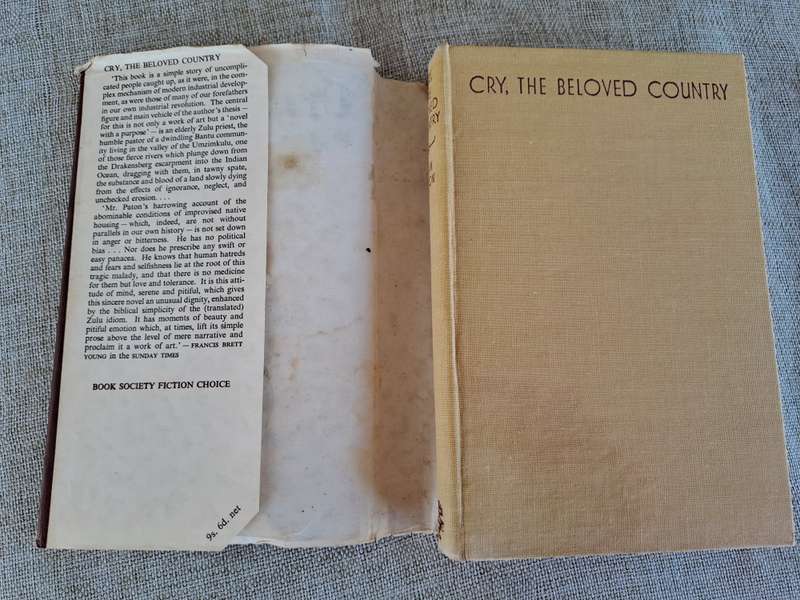 CRY, THE BELOVED COUNTRY
'This book is a simple story of uncompli-
cated people caught up, as it were, in the com-
plex mechanism of modern industrial develop-
ment, as were those of many of our forefathers
in our own industrial revolution. The central
figure and main vehicle of the author's thesis —
for this is not only a work of art but a 'novel
with a purpose' — is an elderly Zulu priest, the
humble pastor of a dwindling Bantu commun-
ity living in the valley of the Umzimkulu, one
of those fierce rivers which plunge down from
the Drakensberg escarpment into the Indian
Ocean, dragging with them, in tawny spate,
the substance and blood of a land slowly dying
from the effects of ignorance, neglect, and
unchecked erosion. . . .
'Mr. Paton's harrowing account of the
abominable conditions of improvised native
housing — which, indeed, are not without
parallels in our own history — is not set down
in anger or bitterness. He has no political
bias . . . Nor does he prescribe any swift or
easy panacea. He knows that human hatreds
and fears and selfishness lie at the root of this
tragic malady, and that there is no medicine
for them but love and tolerance. It is this atti-
tude of mind, serene and pitiful, which gives
this sincere novel an unusual dignity, enhanced
by the biblical simplicity of the (translated)
Zulu idiom. It has moments of beauty and
pitiful emotion which, at times, lift its simple
prose above the level of mere narrative and
proclaim it a work of art.' — FRANCIS BRETT
YOUNG in the SUNDAY TIMES
BOOK SOCIETY FICTION CHOICE
9s. 6d. net
CRY, THE BELOVED COUNTRY